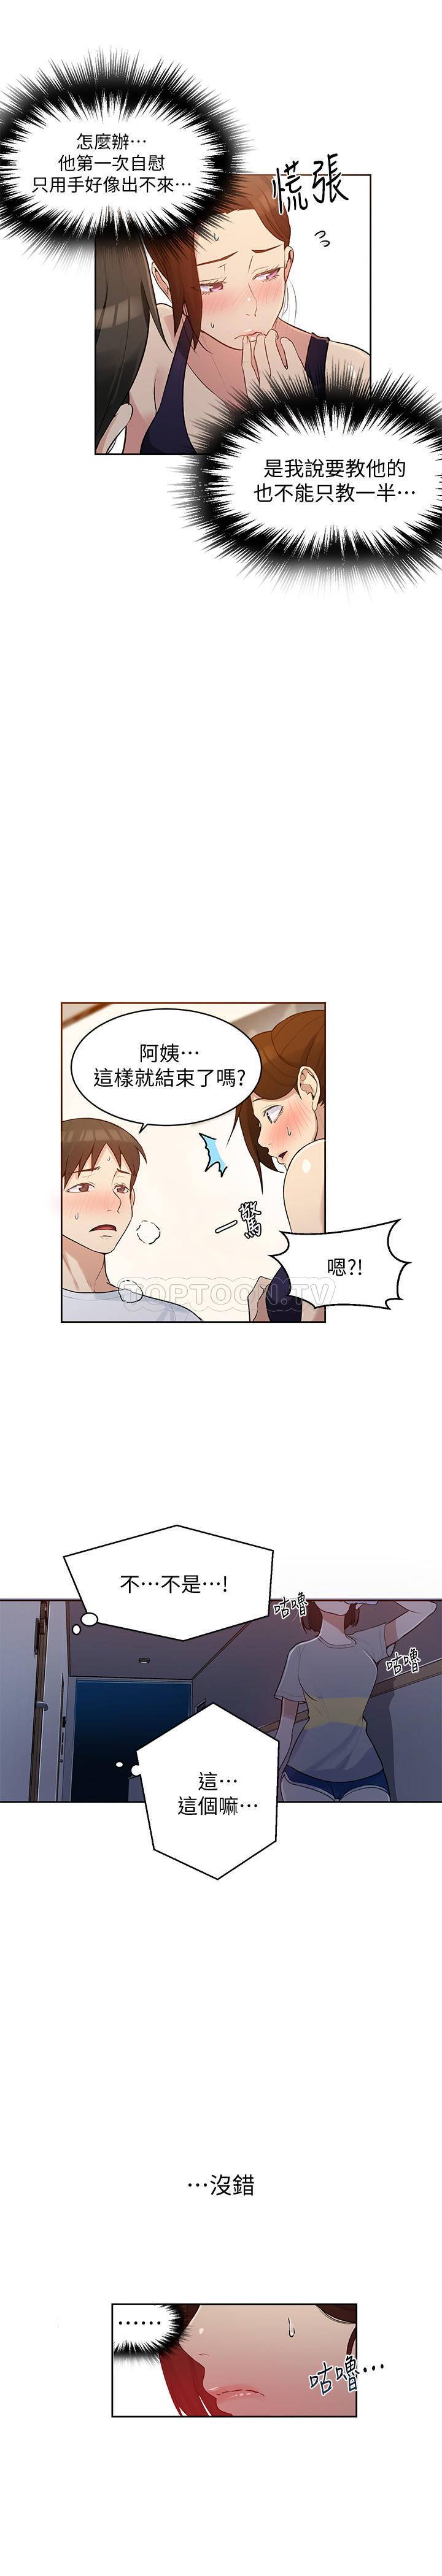 怎麼辦⋯
他第一次自慰
只用手好像出不來⋯
慌張
是我說要教他的
也不能只教一半⋯
阿姨⋯
這樣就結束了嗎?
驚
嗯?!
TOPTOON.TV
不⋯不是⋯!
咕嚕
咕嚕
這⋯
這個嘛⋯
⋯沒錯
⋯⋯
咕嚕⋯